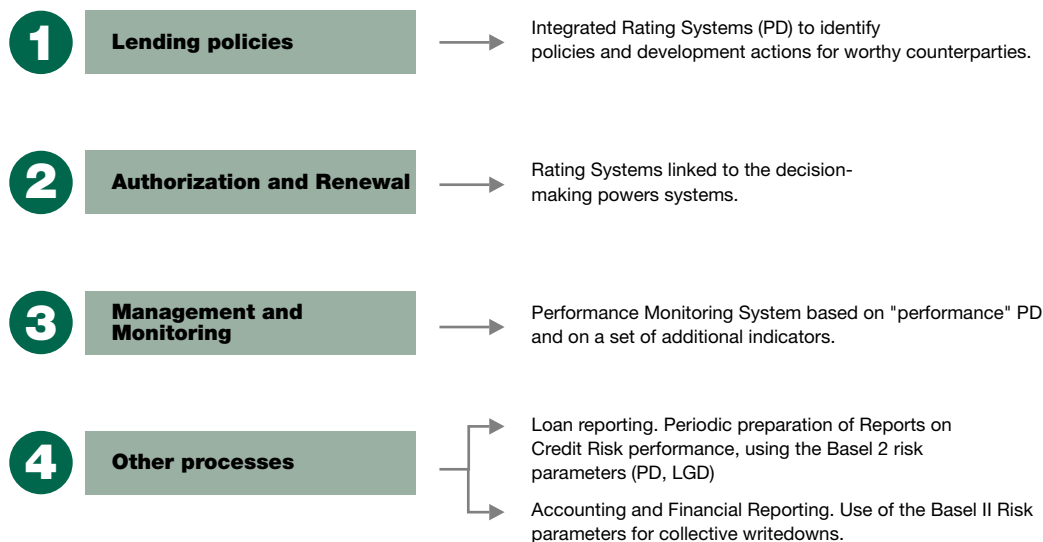 1
Lending policies
Integrated Rating Systems (PD) to identify
policies and development actions for worthy counterparties.
2
Authorization and Renewal
Rating Systems linked to the decision-
making powers systems.
3
Management and
Monitoring
Performance Monitoring System based on "performance" PD
and on a set of additional indicators.
4
Other processes
Loan reporting. Periodic preparation of Reports on
Credit Risk performance, using the Basel 2 risk
parameters (PD, LGD)
Accounting and Financial Reporting. Use of the Basel II Risk
parameters for collective writedowns.